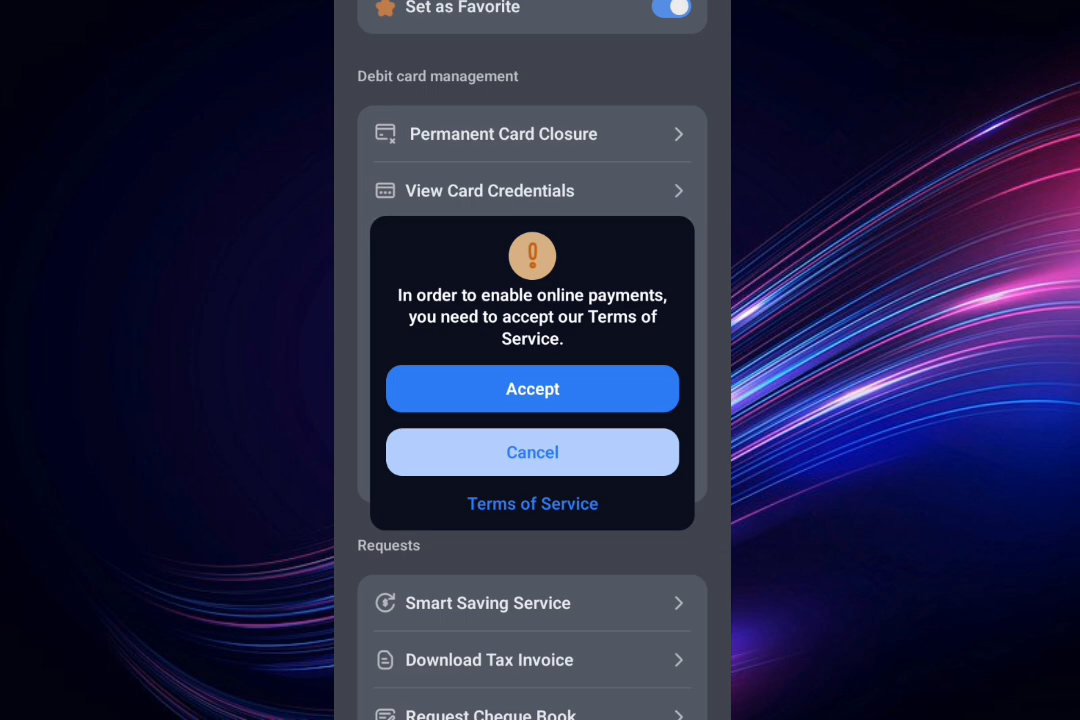 Set as Favorite
Debit card management
Permanent Card Closure
View Card Credentials
In order to enable online payments,
you need to accept our Terms of
Service.
Accept
Cancel
Terms of Service
Requests
Smart Saving Service
Download Tax Invoice
Request Cheque Book